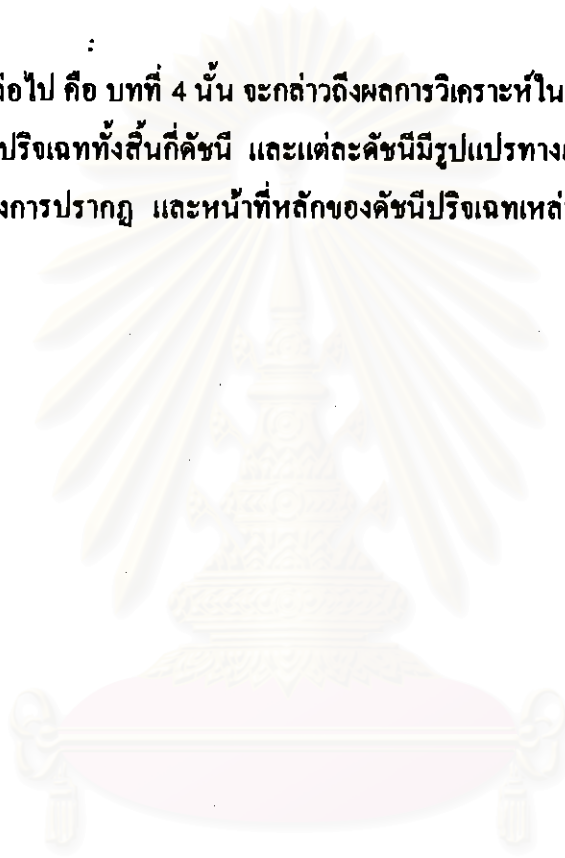 ่อไป คือ บทที่ 4 นั้น จะกล่าวถึงผลการวิเคราะห์ใน
ปริจเฉททั้งสิ้นกี่ดัชนี และแต่ละดัชนีมีรูปแปรทาง
งการปรากฏ และหน้าที่หลักของดัชนีปริจเฉทเหล่